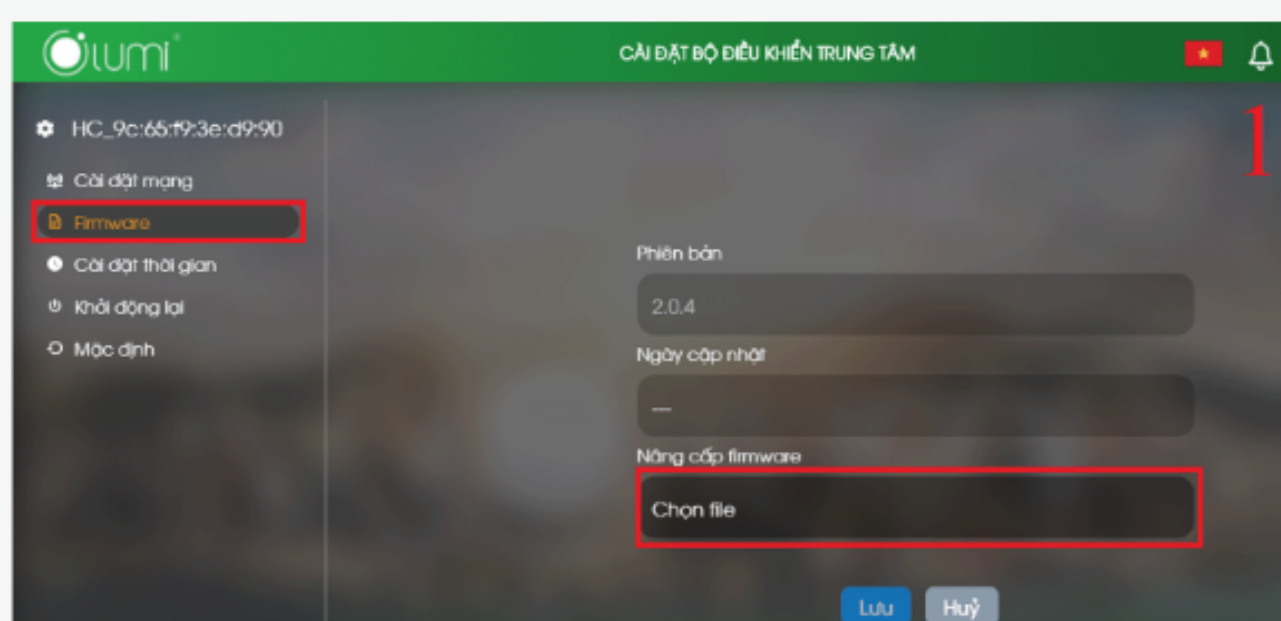 Lumi
CÀI ĐẶT BỘ ĐIỀU KHIỂN TRUNG TÂM
1
HC_9c:65:f9:3e:d9:90
Cài đặt mạng
Firmware
Cài đặt thời gian
Khởi động lại
Mặc định
Phiên bản
2.0.4
Ngày cập nhật
---
Nâng cấp firmware
Chọn file
Lưu Huỷ